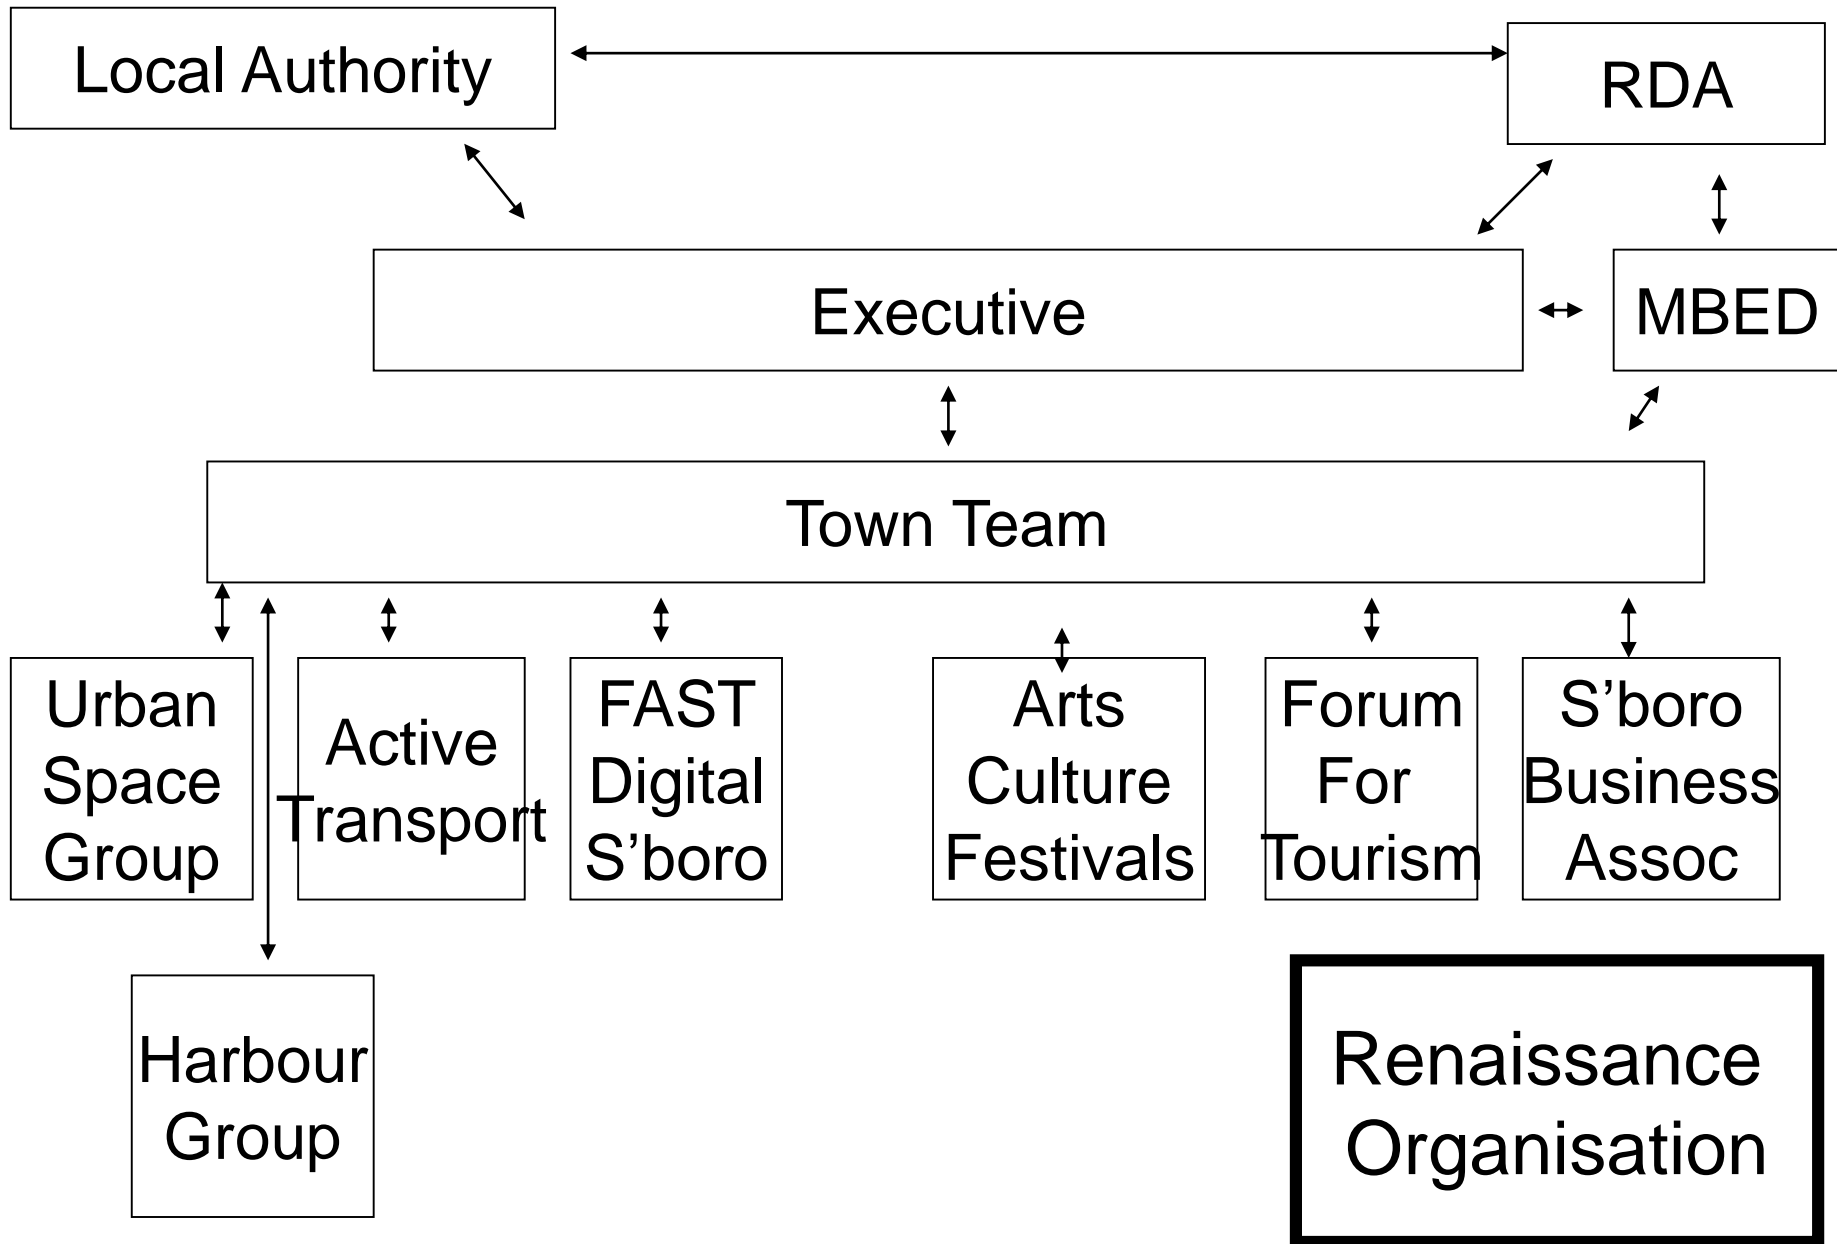 Local Authority
RDA
Executive
MBED
Town Team
Urban
Space
Group
Active
Transport
FAST
Digital
S’boro
Arts
Culture
Festivals
Forum
For
Tourism
S’boro
Business
Assoc
Harbour
Group
Renaissance
Organisation